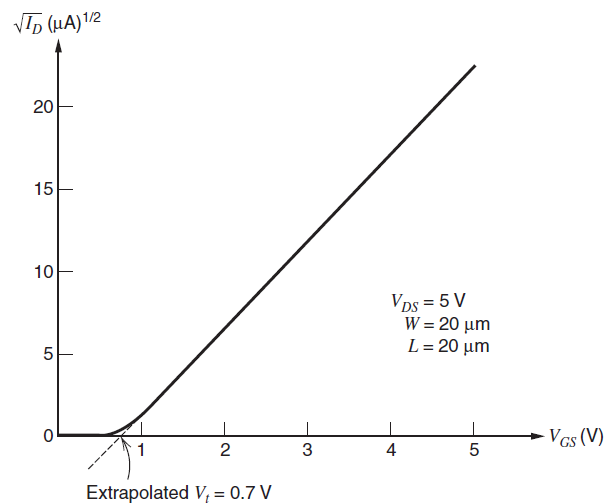 √I_D (µA)^1/2
20
15
10
5
0
V_DS = 5 V
W = 20 µm
L = 20 µm
1 2 3 4 5
V_GS (V)
Extrapolated V_t = 0.7 V